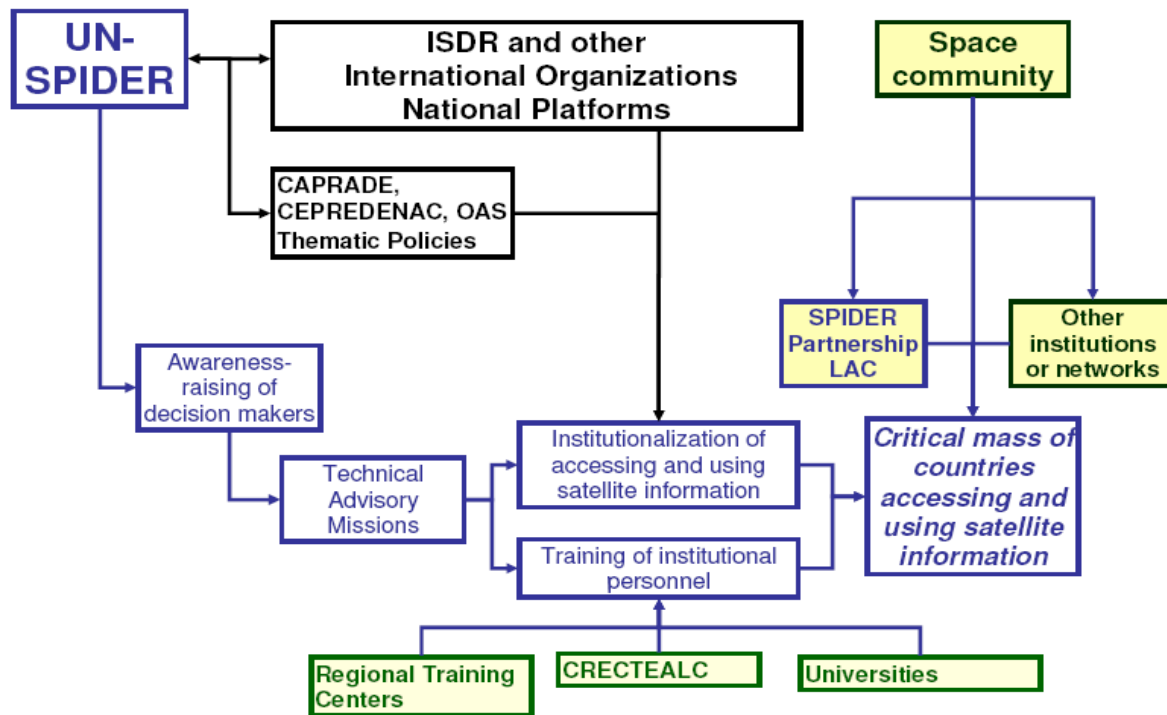 UN-
SPIDER
ISDR and other
International Organizations
National Platforms
Space
community
CAPRADE,
CEPREDENAC, OAS
Thematic Policies
SPIDER
Partnership
LAC
Other
institutions
or networks
Awareness-
raising of
decision makers
Technical
Advisory
Missions
Institutionalization of
accessing and using
satellite information
Critical mass of
countries
accessing and
using satellite
information
Training of institutional
personnel
Regional Training
Centers
CRECTEALC
Universities